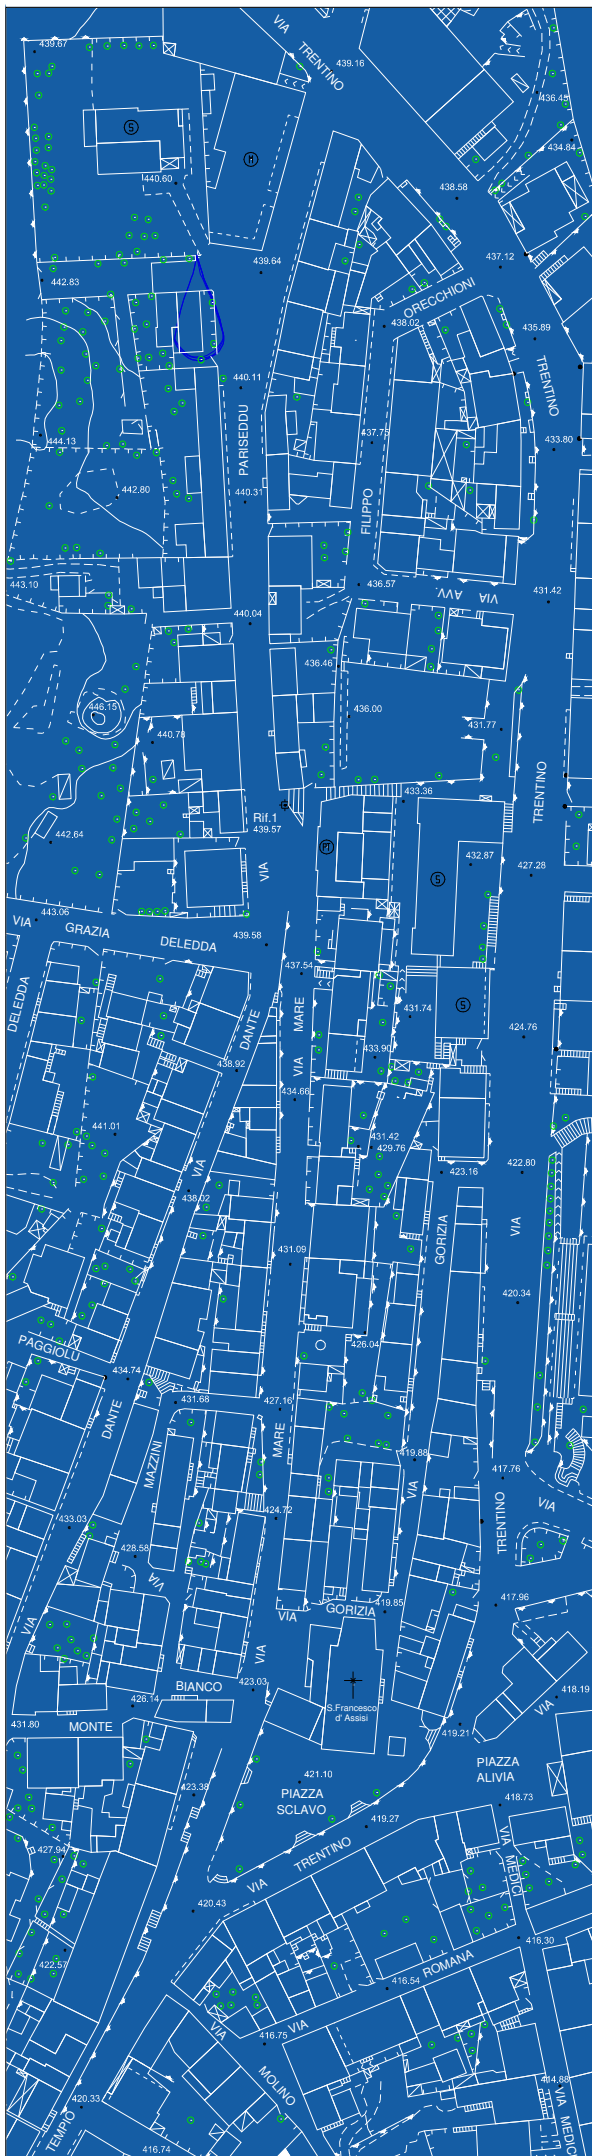 VIA TRENTINO
439.67
439.16
436.45
S
H
434.84
440.60
438.58
439.64
437.12
442.83
ORECCHIONI
438.02
435.89
TRENTINO
440.11
PARISEDDU
444.13
437.75
433.80
442.80
440.31
FILIPPO
443.10
436.57
VIA AVV.
431.42
440.04
436.46
446.15
436.00
431.77
440.78
TRENTINO
Rif.1
439.57
433.36
442.64
PT
VIA
432.87
S
427.28
443.06
VIA GRAZIA DELEDDA
439.58
DELEDDA
437.54
DANTE
MARE
431.74
S
424.76
438.92
433.90
VIA
434.66
441.01
431.42
429.76
VIA
438.02
423.16
422.80
VIA
GORIZIA
431.09
420.34
PAGGIOLU
426.04
434.74
431.68
427.16
DANTE
MARE
MAZZINI
419.88
417.76
VIA
VIA
433.03
424.72
TRENTINO
428.58
VIA
VIA
VIA GORIZIA
419.85
417.96
VIA
BIANCO
423.03
S.Francesco
d' Assisi
418.19
VIA
426.14
431.80
MONTE
419.21
PIAZZA
ALIVIA
421.10
PIAZZA
SCLAVO
423.38
418.73
419.27
VIA TRENTINO
VIA MEDICI
427.94
420.43
416.30
422.57
ROMANA
416.54
VIA
VIA
416.75
MOLINO
414.88
420.33
TEMPIO
VIA MEDICI
416.74